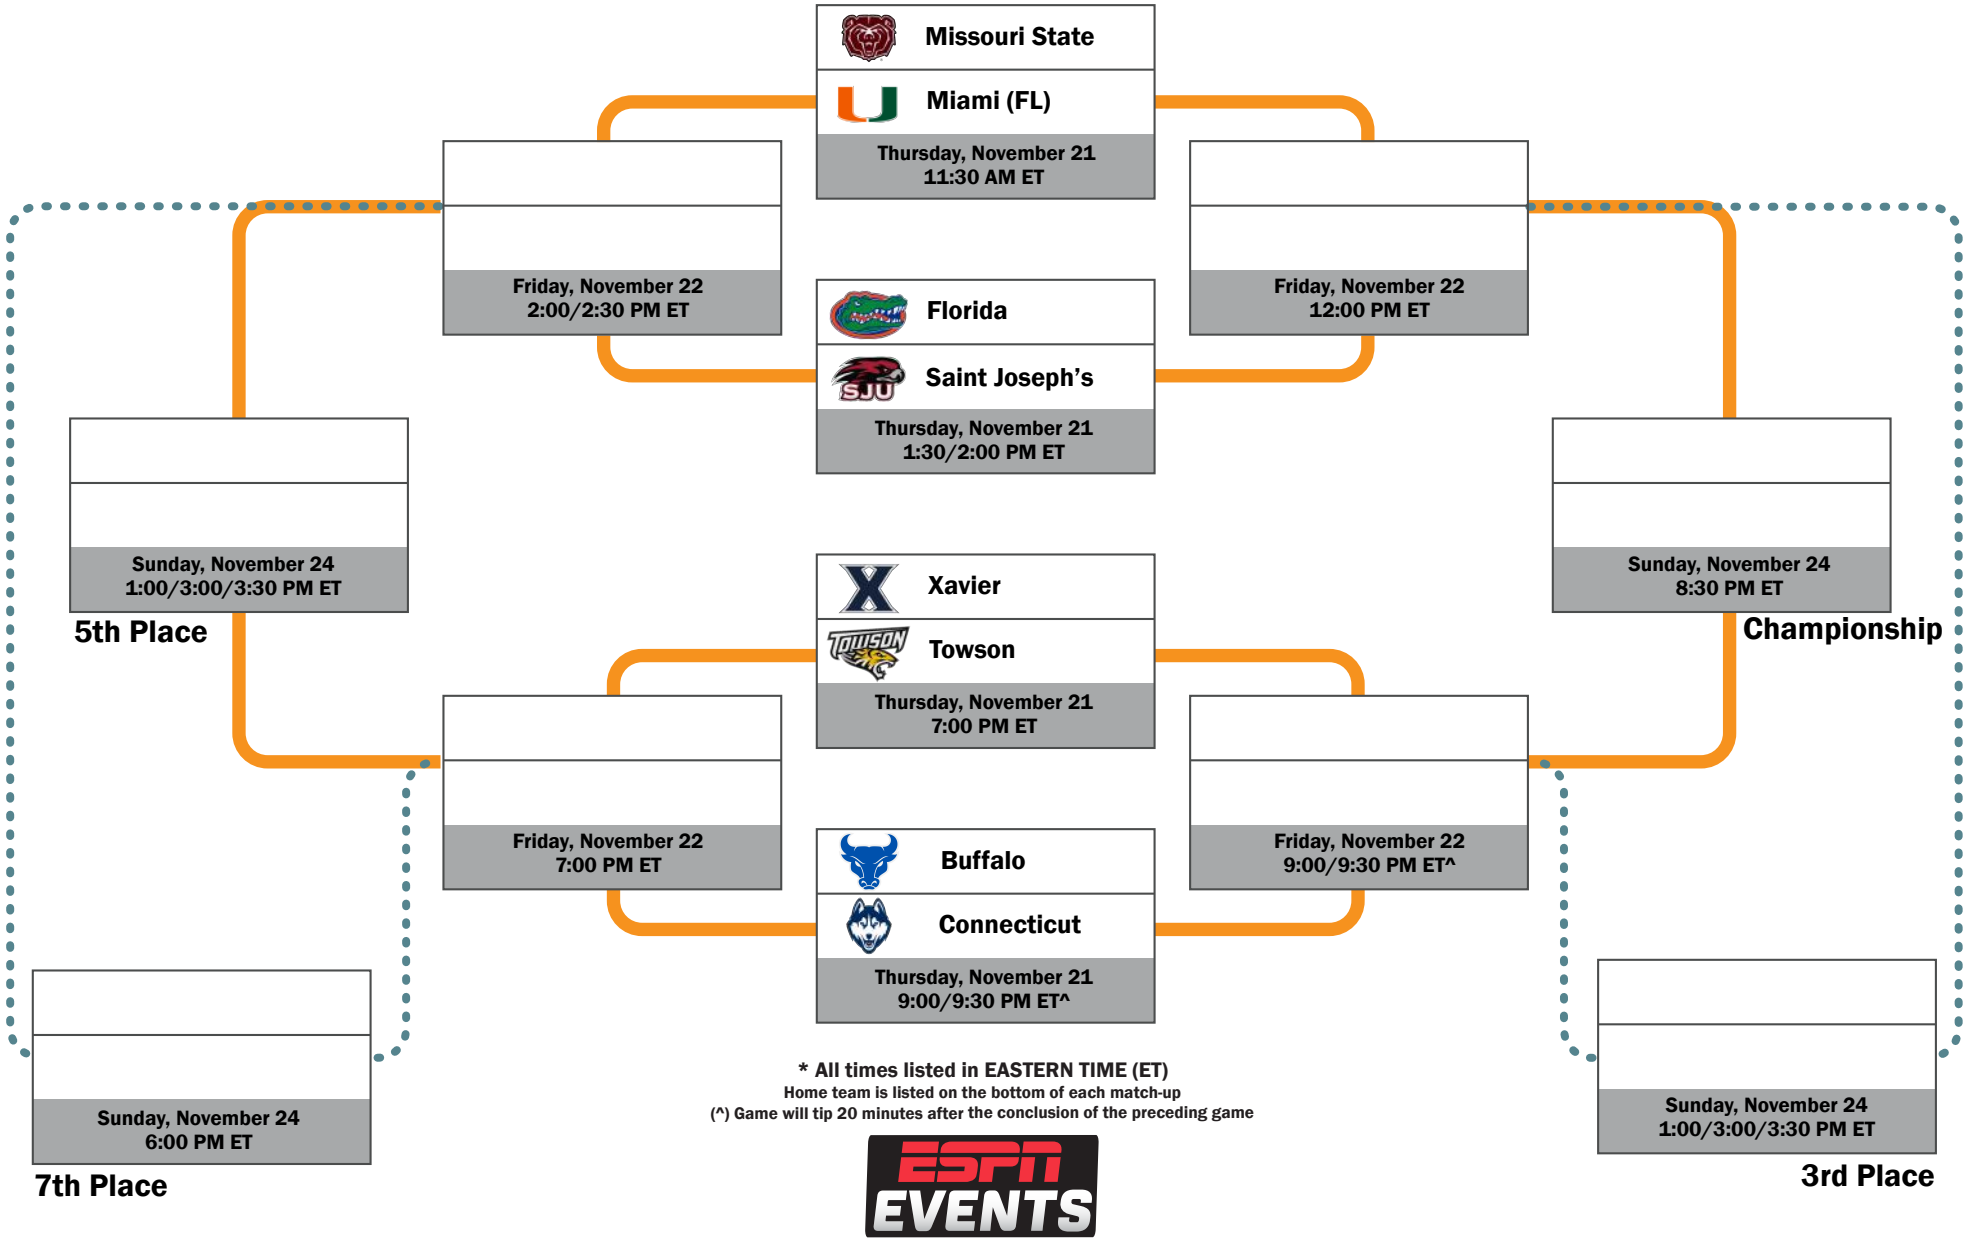 Missouri State
Miami (FL)
Thursday, November 21
11:30 AM ET
Friday, November 22
2:00/2:30 PM ET
Friday, November 22
12:00 PM ET
Florida
SJU
Saint Joseph's
Thursday, November 21
1:30/2:00 PM ET
Sunday, November 24
1:00/3:00/3:30 PM ET
5th Place
Sunday, November 24
8:30 PM ET
Championship
X
Xavier
TOWSON
Towson
Thursday, November 21
7:00 PM ET
Friday, November 22
7:00 PM ET
Friday, November 22
9:00/9:30 PM ET^
Buffalo
Connecticut
Thursday, November 21
9:00/9:30 PM ET^
Sunday, November 24
6:00 PM ET
7th Place
Sunday, November 24
1:00/3:00/3:30 PM ET
3rd Place
* All times listed in EASTERN TIME (ET)
Home team is listed on the bottom of each match-up
(^) Game will tip 20 minutes after the conclusion of the preceding game
ESPN
EVENTS